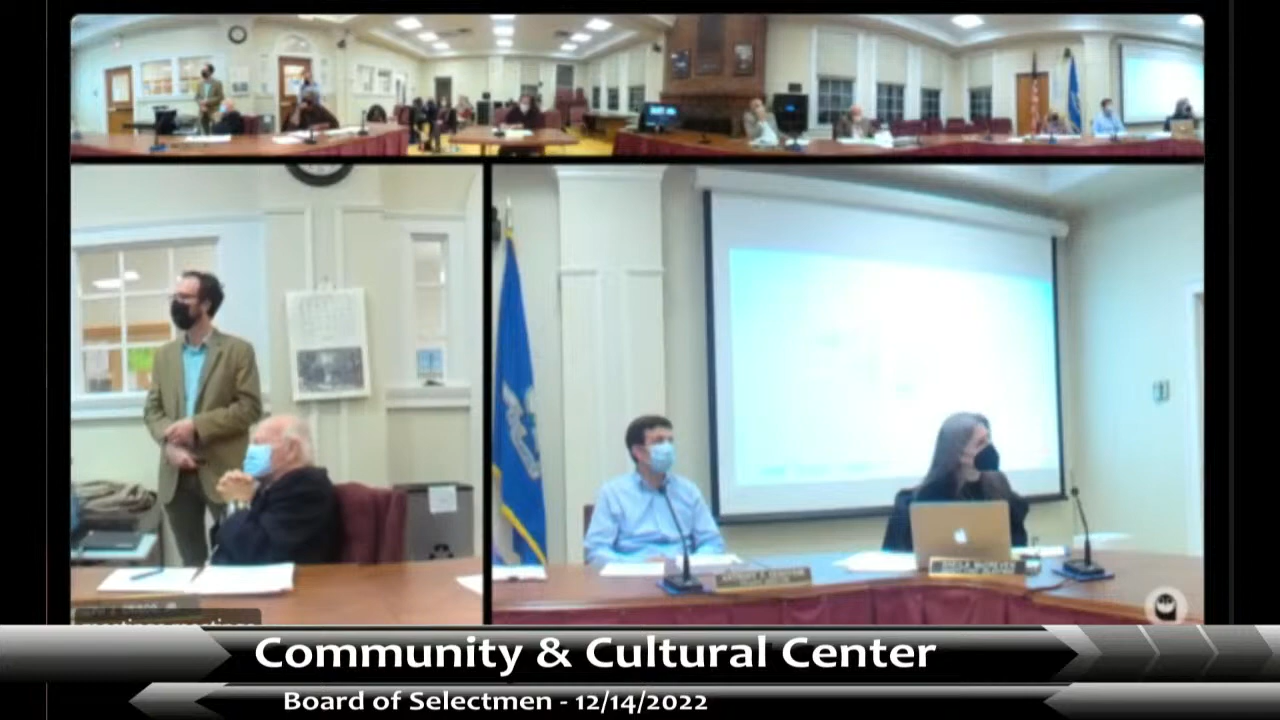 Community & Cultural Center
Board of Selectmen - 12/14/2022